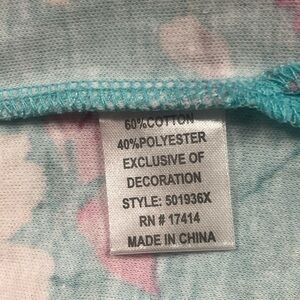 60%COTTON
40%POLYESTER
EXCLUSIVE OF
DECORATION
STYLE: 501936X
RN # 17414
MADE IN CHINA